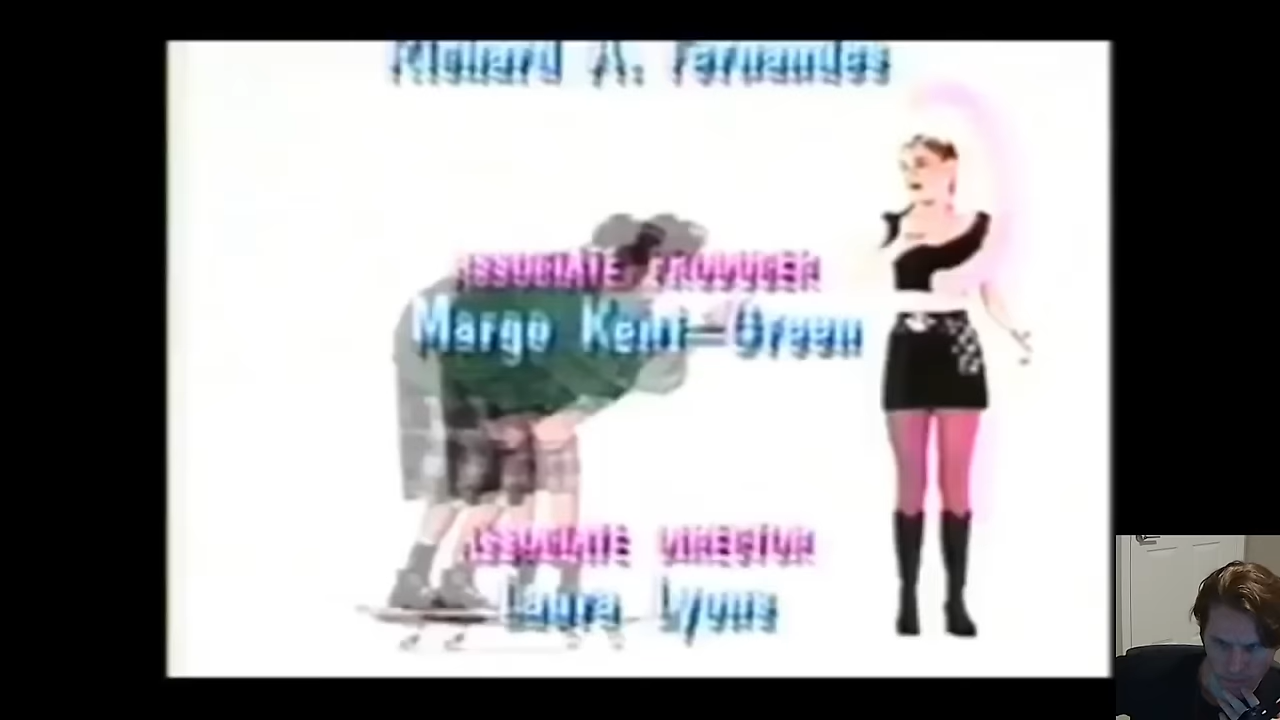 Richard A. Fernandes
ASSOCIATE PRODUCER
Margo Kent-Green
ASSOCIATE DIRECTOR
Laura Lyons